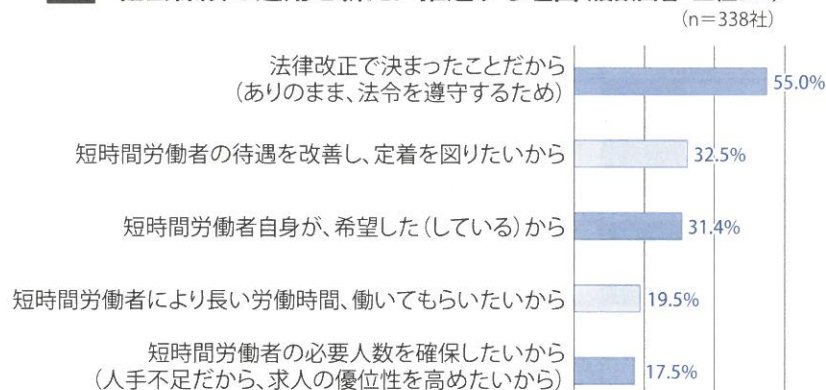 (n=338社)
法律改正で決まったことだから
(ありのまま、法令を遵守するため)
55.0%
短時間労働者の待遇を改善し、定着を図りたいから
32.5%
短時間労働者自身が、希望した(している)から
31.4%
短時間労働者により長い労働時間、働いてもらいたいから
19.5%
短時間労働者の必要人数を確保したいから
(人手不足だから、求人の優位性を高めたいから)
17.5%